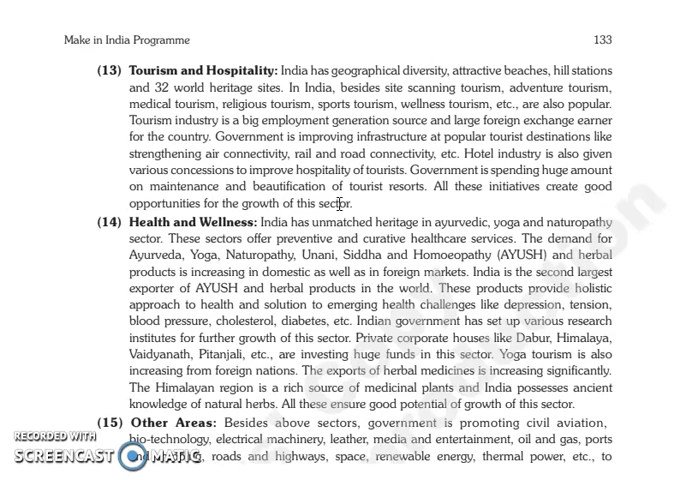 Make in India Programme 133
(13) Tourism and Hospitality: India has geographical diversity, attractive beaches, hill stations
and 32 world heritage sites. In India, besides site scanning tourism, adventure tourism,
medical tourism, religious tourism, sports tourism, wellness tourism, etc., are also popular.
Tourism industry is a big employment generation source and large foreign exchange earner
for the country. Government is improving infrastructure at popular tourist destinations like
strengthening air connectivity, rail and road connectivity, etc. Hotel industry is also given
various concessions to improve hospitality of tourists. Government is spending huge amount
on maintenance and beautification of tourist resorts. All these initiatives create good
opportunities for the growth of this sector.
(14) Health and Wellness: India has unmatched heritage in ayurvedic, yoga and naturopathy
sector. These sectors offer preventive and curative healthcare services. The demand for
Ayurveda, Yoga, Naturopathy, Unani, Siddha and Homoeopathy (AYUSH) and herbal
products is increasing in domestic as well as in foreign markets. India is the second largest
exporter of AYUSH and herbal products in the world. These products provide holistic
approach to health and solution to emerging health challenges like depression, tension,
blood pressure, cholesterol, diabetes, etc. Indian government has set up various research
institutes for further growth of this sector. Private corporate houses like Dabur, Himalaya,
Vaidyanath, Pitanjali, etc., are investing huge funds in this sector. Yoga tourism is also
increasing from foreign nations. The exports of herbal medicines is increasing significantly.
The Himalayan region is a rich source of medicinal plants and India possesses ancient
knowledge of natural herbs. All these ensure good potential of growth of this sector.
(15) Other Areas: Besides above sectors, government is promoting civil aviation,
bio-technology, electrical machinery, leather, media and entertainment, oil and gas, ports
roads and highways, space, renewable energy, thermal power, etc., to
RECORDED WITH
SCREENCAST MATIC